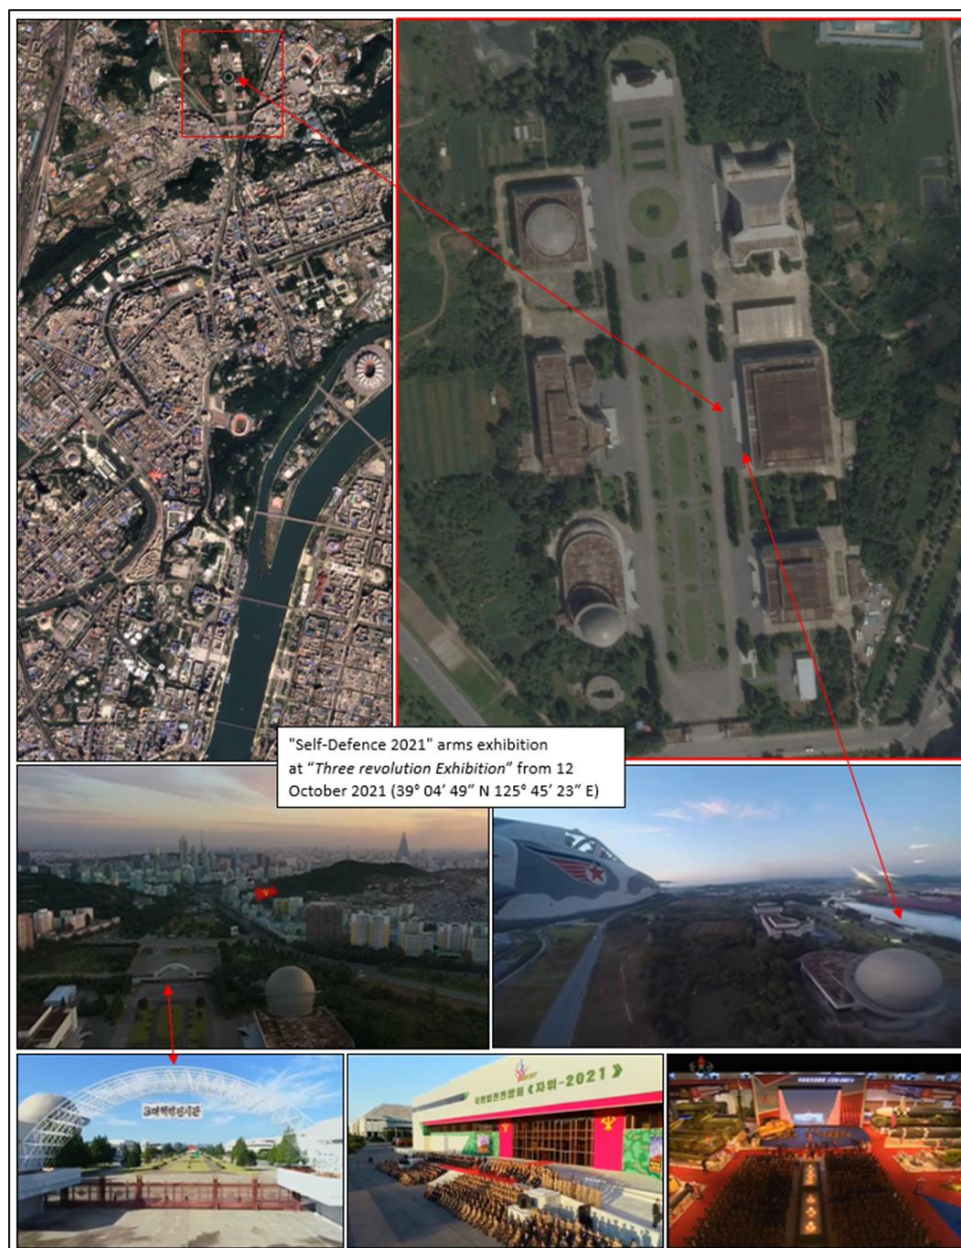 "Self-Defence 2021" arms exhibition
at "Three revolution Exhibition" from 12
October 2021 (39° 04′ 49″ N 125° 45′ 23″ E)
3대혁명전시관
국방발전전람회《자위-2021》